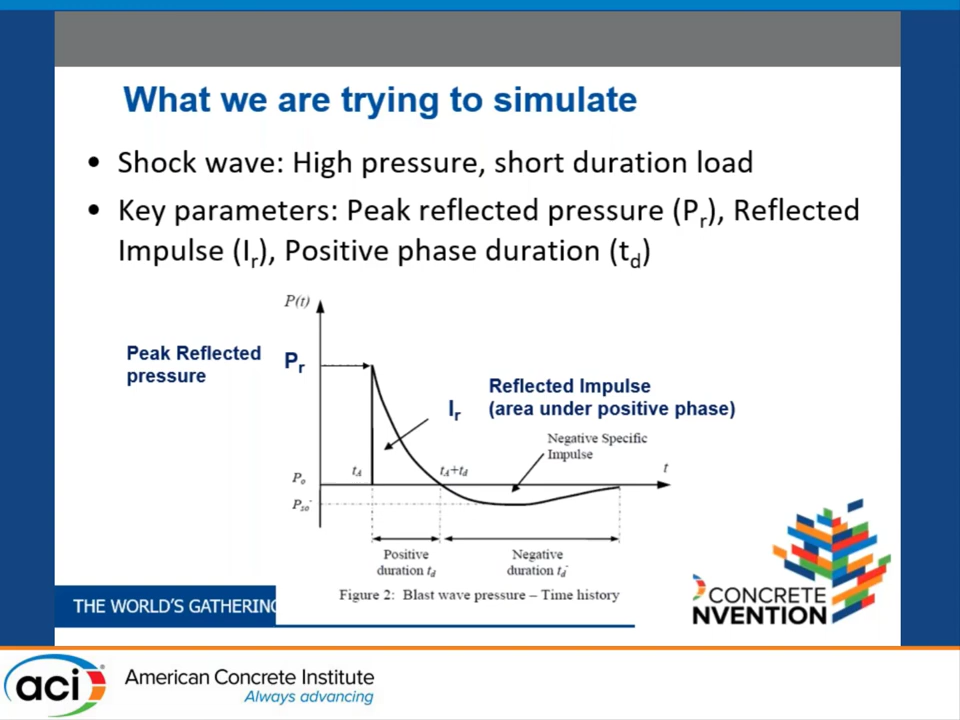 What we are trying to simulate
• Shock wave: High pressure, short duration load
• Key parameters: Peak reflected pressure (Pr), Reflected
Impulse (Ir), Positive phase duration (td)
P(t)
Peak Reflected
pressure
Pr
Reflected Impulse
(area under positive phase)
Ir
Negative Specific
Impulse
tA
tA+td
t
Po
Pso-
Positive
duration td
Negative
duration td-
Figure 2: Blast wave pressure – Time history
THE WORLD'S GATHERING
CONCRETE
NVENTION
aci
American Concrete Institute
Always advancing